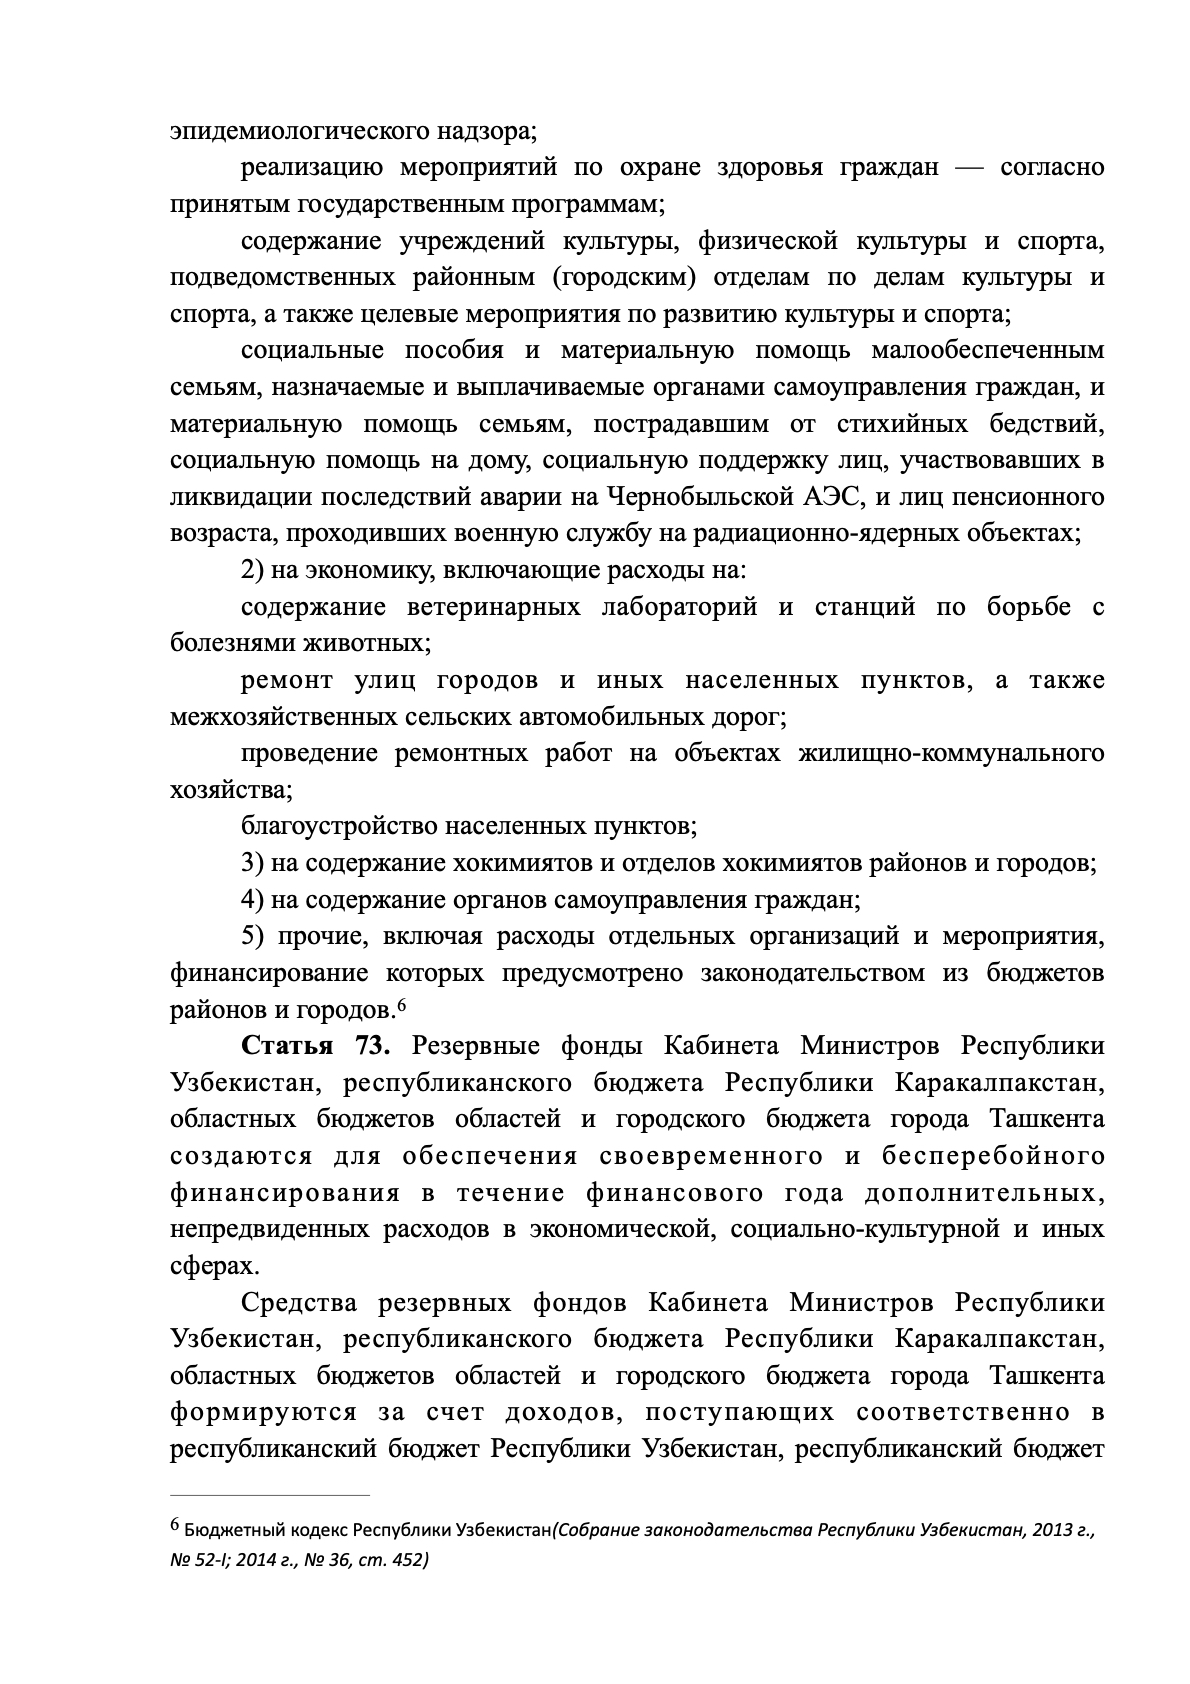 эпидемиологического надзора;
реализацию мероприятий по охране здоровья граждан — согласно
принятым государственным программам;
содержание учреждений культуры, физической культуры и спорта,
подведомственных районным (городским) отделам по делам культуры и
спорта, а также целевые мероприятия по развитию культуры и спорта;
социальные пособия и материальную помощь малообеспеченным
семьям, назначаемые и выплачиваемые органами самоуправления граждан, и
материальную помощь семьям, пострадавшим от стихийных бедствий,
социальную помощь на дому, социальную поддержку лиц, участвовавших в
ликвидации последствий аварии на Чернобыльской АЭС, и лиц пенсионного
возраста, проходивших военную службу на радиационно-ядерных объектах;
2) на экономику, включающие расходы на:
содержание ветеринарных лабораторий и станций по борьбе с
болезнями животных;
ремонт улиц городов и иных населенных пунктов, а также
межхозяйственных сельских автомобильных дорог;
проведение ремонтных работ на объектах жилищно-коммунального
хозяйства;
благоустройство населенных пунктов;
3) на содержание хокимиятов и отделов хокимиятов районов и городов;
4) на содержание органов самоуправления граждан;
5) прочие, включая расходы отдельных организаций и мероприятия,
финансирование которых предусмотрено законодательством из бюджетов
районов и городов.6
Статья 73. Резервные фонды Кабинета Министров Республики
Узбекистан, республиканского бюджета Республики Каракалпакстан,
областных бюджетов областей и городского бюджета города Ташкента
создаются для обеспечения своевременного и бесперебойного
финансирования в течение финансового года дополнительных,
непредвиденных расходов в экономической, социально-культурной и иных
сферах.
Средства резервных фондов Кабинета Министров Республики
Узбекистан, республиканского бюджета Республики Каракалпакстан,
областных бюджетов областей и городского бюджета города Ташкента
формируются за счет доходов, поступающих соответственно в
республиканский бюджет Республики Узбекистан, республиканский бюджет
6 Бюджетный кодекс Республики Узбекистан(Собрание законодательства Республики Узбекистан, 2013 г.,
№ 52-I; 2014 г., № 36, ст. 452)